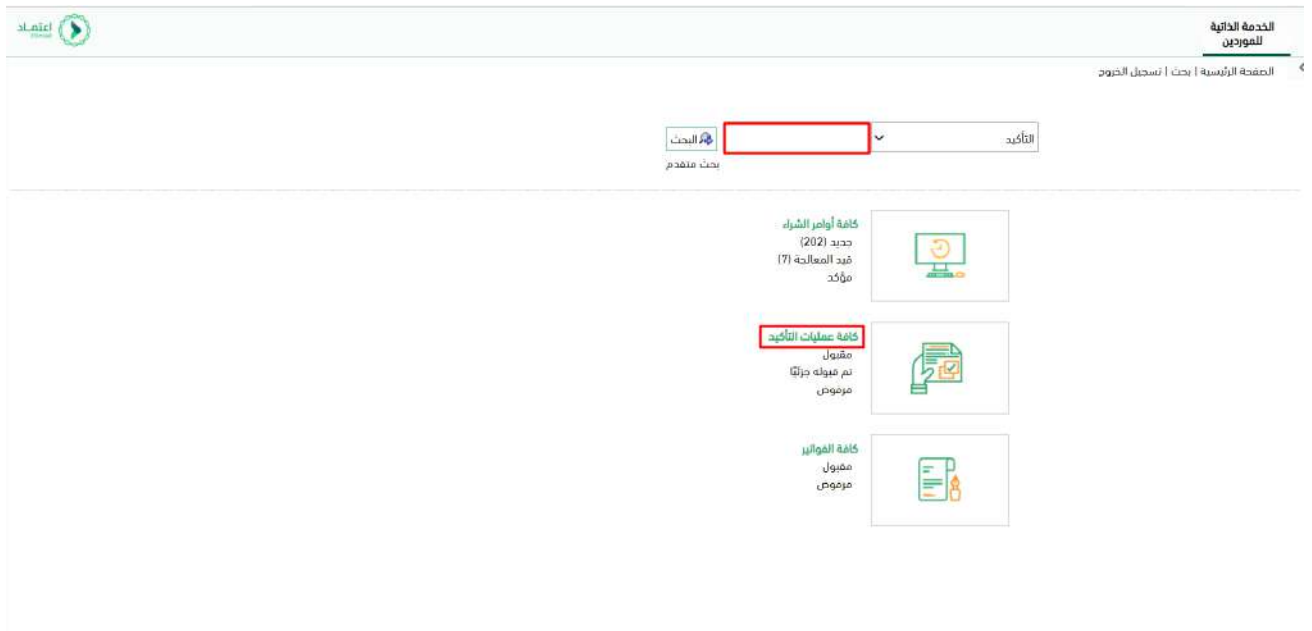 الخدمة الذاتية
للموردين
اعتماد
الصفحة الرئيسية | بحث | تسجيل الخروج
التأكيد
البحث
بحث متقدم
كافة أوامر الشراء
جديد (202)
قيد المعالجة (7)
مؤكد
كافة عمليات التأكيد
مقبول
تم قبوله جزئيًا
مرفوض
كافة الفواتير
مقبول
مرفوض